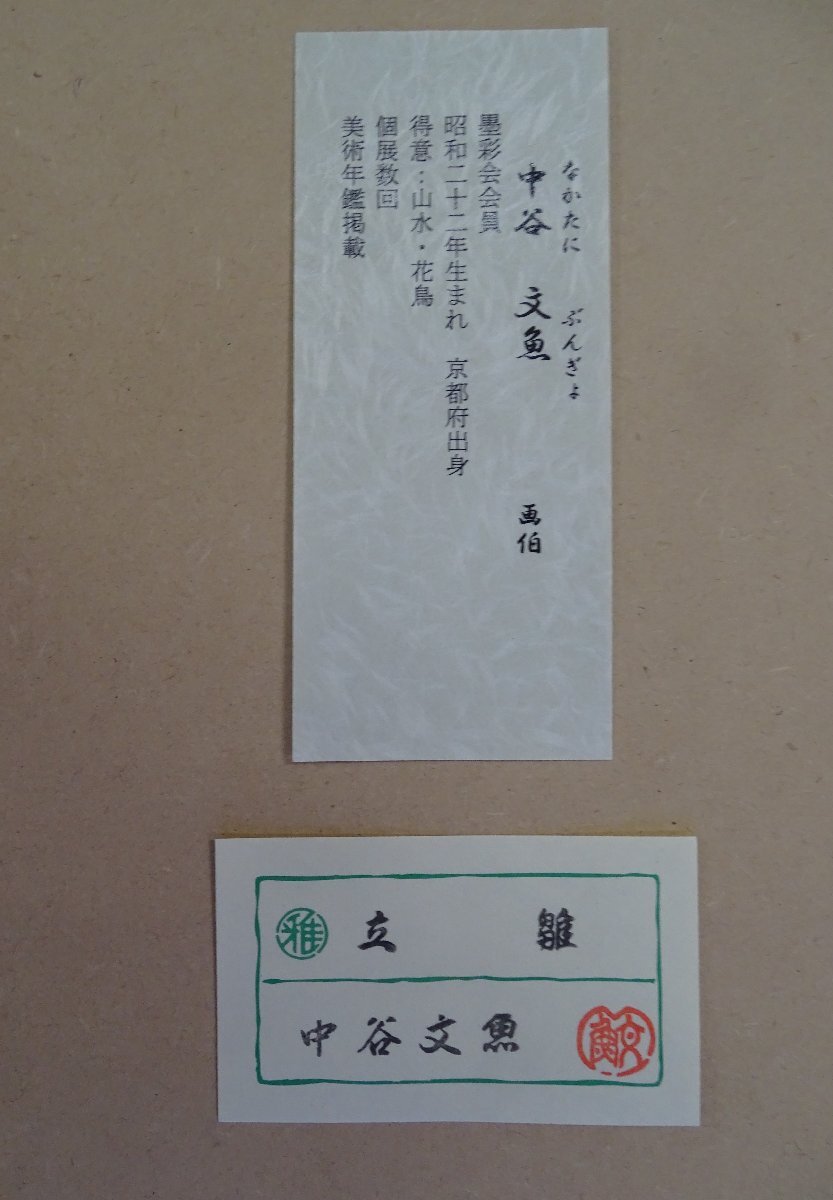 なかたに ぶんぎょ
中谷 文魚 画伯
墨彩会会員
昭和二十二年生まれ 京都府出身
得意：山水・花鳥
個展数回
美術年鑑掲載
雅 立 雛
中谷文魚